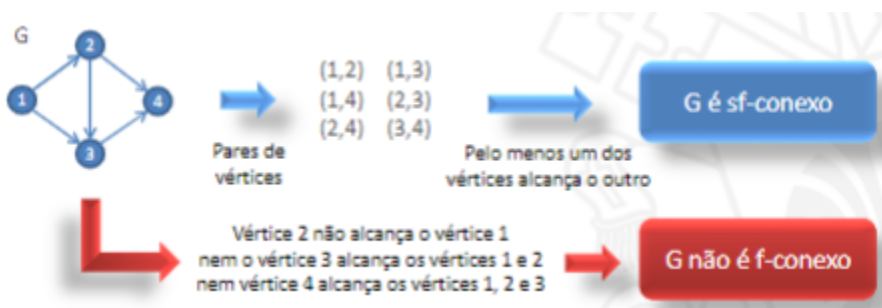 G
2
1
4
3
Pares de
vértices
(1,2) (1,3)
(1,4) (2,3)
(2,4) (3,4)
Pelo menos um dos
vértices alcança o outro
G é sf-conexo
Vértice 2 não alcança o vértice 1
nem o vértice 3 alcança os vértices 1 e 2
nem vértice 4 alcança os vértices 1, 2 e 3
G não é f-conexo